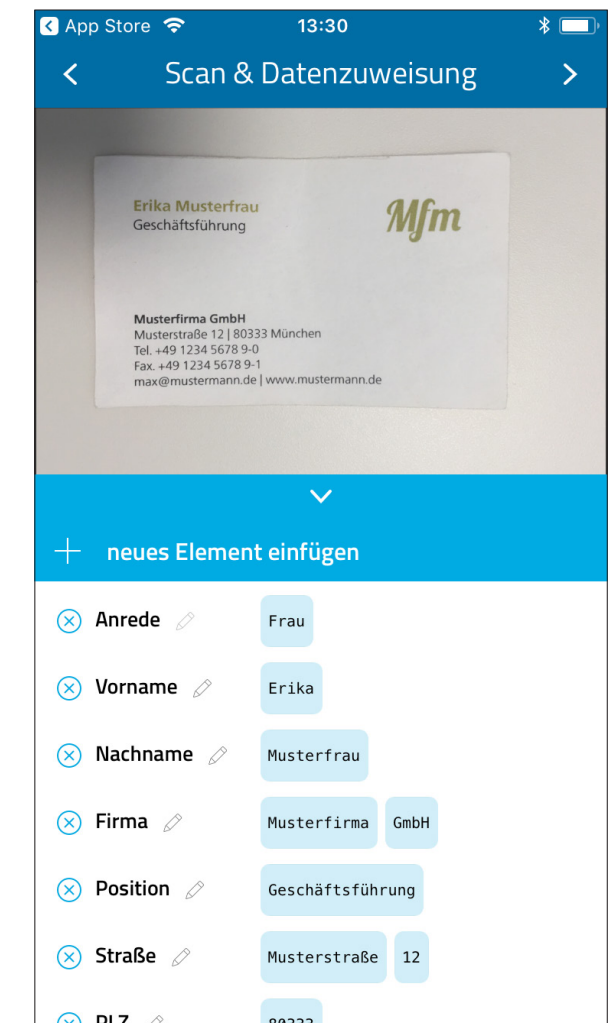 App Store 13:30
Scan & Datenzuweisung
Erika Musterfrau
Geschäftsführung
Mfm
Musterfirma GmbH
Musterstraße 12 | 80333 München
Tel. +49 1234 5678 9-0
Fax. +49 1234 5678 9-1
max@mustermann.de | www.mustermann.de
neues Element einfügen
Anrede Frau
Vorname Erika
Nachname Musterfrau
Firma Musterfirma GmbH
Position Geschäftsführung
Straße Musterstraße 12
PLZ 80333